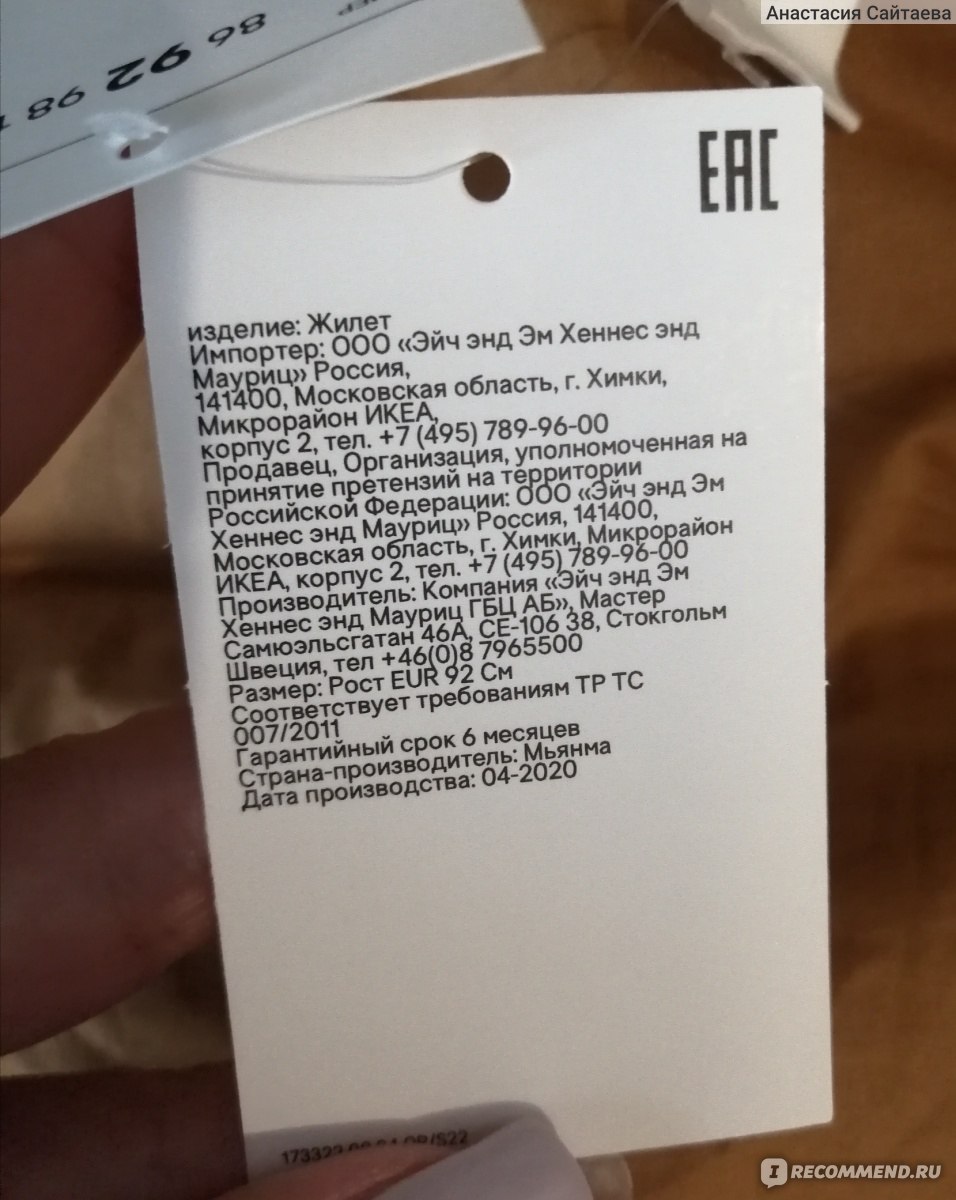 Анастасия Сайтаева
86 92 98
EAC
изделие: Жилет
Импортер: ООО «Эйч энд Эм Хеннес энд
Мауриц» Россия,
141400, Московская область, г. Химки,
Микрорайон ИКЕА,
корпус 2, тел. +7 (495) 789-96-00
Продавец, Организация, уполномоченная на
принятие претензий на территории
Российской Федерации: ООО «Эйч энд Эм
Хеннес энд Мауриц» Россия, 141400,
Московская область, г. Химки, Микрорайон
ИКЕА, корпус 2, тел. +7 (495) 789-96-00
Производитель: Компания «Эйч энд Эм
Хеннес энд Мауриц ГБЦ АБ», Мастер
Самюэльсгатан 46А, СЕ-106 38, Стокгольм
Швеция, тел +46(0)8 7965500
Размер: Рост EUR 92 См
Соответствует требованиям ТР ТС
007/2011
Гарантийный срок 6 месяцев
Страна-производитель: Мьянма
Дата производства: 04-2020
IRECOMMEND.RU